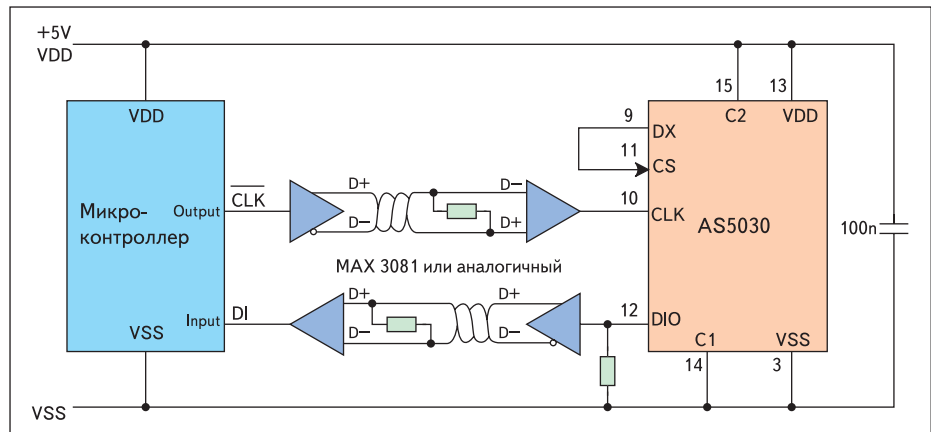 +5V
VDD
15
13
VDD
C2
VDD
9
DX
11
CS
Микро-
контроллер
Output
CLK
D+
D−
D−
D+
10
CLK
AS5030
100n
MAX 3081 или аналогичный
Input
DI
D+
D−
D+
D−
12
DIO
VSS
C1
VSS
14
3
VSS